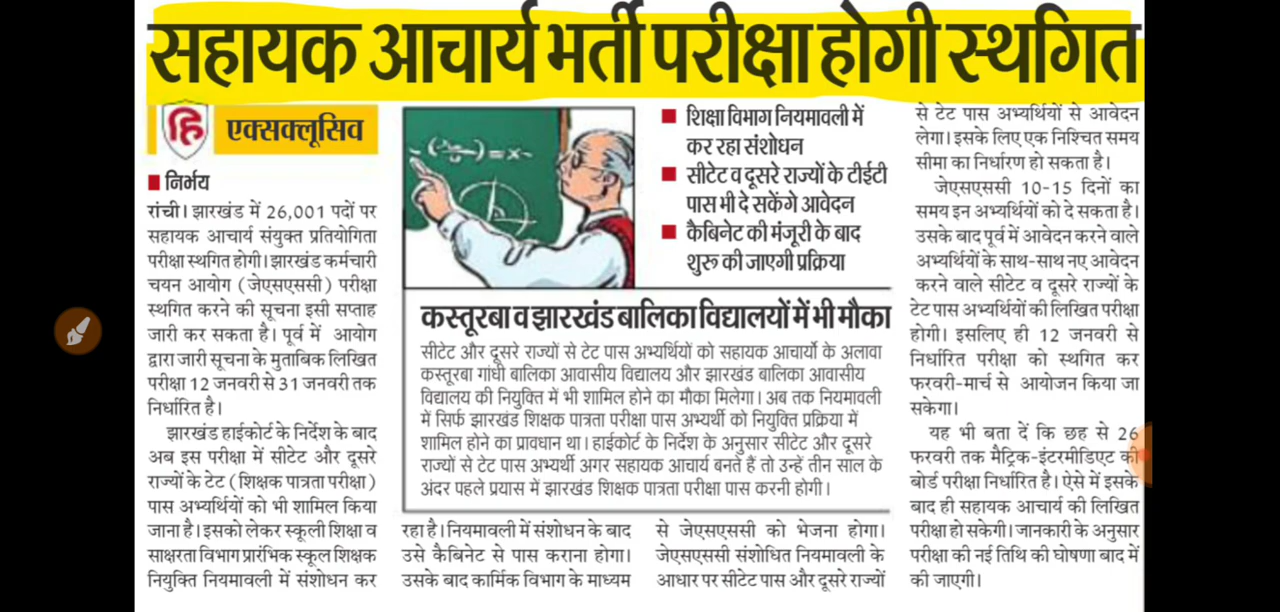 सहायक आचार्य भर्ती परीक्षा होगी स्थगित
हि
एक्सक्लूसिव
निर्भय
रांची। झारखंड में 26,001 पदों पर
सहायक आचार्य संयुक्त प्रतियोगिता
परीक्षा स्थगित होगी। झारखंड कर्मचारी
चयन आयोग (जेएसएससी) परीक्षा
स्थगित करने की सूचना इसी सप्ताह
जारी कर सकता है। पूर्व में आयोग
द्वारा जारी सूचना के मुताबिक लिखित
परीक्षा 12 जनवरी से 31 जनवरी तक
निर्धारित है।
झारखंड हाईकोर्ट के निर्देश के बाद
अब इस परीक्षा में सीटेट और दूसरे
राज्यों के टेट (शिक्षक पात्रता परीक्षा)
पास अभ्यर्थियों को भी शामिल किया
जाना है। इसको लेकर स्कूली शिक्षा व
साक्षरता विभाग प्रारंभिक स्कूल शिक्षक
नियुक्ति नियमावली में संशोधन कर
शिक्षा विभाग नियमावली में
कर रहा संशोधन
सीटेट व दूसरे राज्यों के टीईटी
पास भी दे सकेंगे आवेदन
कैबिनेट की मंजूरी के बाद
शुरू की जाएगी प्रक्रिया
कस्तूरबा व झारखंड बालिका विद्यालयों में भी मौका
सीटेट और दूसरे राज्यों से टेट पास अभ्यर्थियों को सहायक आचार्यो के अलावा
कस्तूरबा गांधी बालिका आवासीय विद्यालय और झारखंड बालिका आवासीय
विद्यालय की नियुक्ति में भी शामिल होने का मौका मिलेगा। अब तक नियमावली
में सिर्फ झारखंड शिक्षक पात्रता परीक्षा पास अभ्यर्थी को नियुक्ति प्रक्रिया में
शामिल होने का प्रावधान था। हाईकोर्ट के निर्देश के अनुसार सीटेट और दूसरे
राज्यों से टेट पास अभ्यर्थी अगर सहायक आचार्य बनते हैं तो उन्हें तीन साल के
अंदर पहले प्रयास में झारखंड शिक्षक पात्रता परीक्षा पास करनी होगी।
रहा है। नियमावली में संशोधन के बाद
उसे कैबिनेट से पास कराना होगा।
उसके बाद कार्मिक विभाग के माध्यम
से जेएसएससी को भेजना होगा।
जेएसएससी संशोधित नियमावली के
आधार पर सीटेट पास और दूसरे राज्यों
से टेट पास अभ्यर्थियों से आवेदन
लेगा। इसके लिए एक निश्चित समय
सीमा का निर्धारण हो सकता है।
जेएसएससी 10-15 दिनों का
समय इन अभ्यर्थियों को दे सकता है।
उसके बाद पूर्व में आवेदन करने वाले
अभ्यर्थियों के साथ-साथ नए आवेदन
करने वाले सीटेट व दूसरे राज्यों के
टेट पास अभ्यर्थियों की लिखित परीक्षा
होगी। इसलिए ही 12 जनवरी से
निर्धारित परीक्षा को स्थगित कर
फरवरी-मार्च से आयोजन किया जा
सकेगा।
यह भी बता दें कि छह से 26
फरवरी तक मैट्रिक-इंटरमीडिएट की
बोर्ड परीक्षा निर्धारित है। ऐसे में इसके
बाद ही सहायक आचार्य की लिखित
परीक्षा हो सकेगी। जानकारी के अनुसार
परीक्षा की नई तिथि की घोषणा बाद में
की जाएगी।